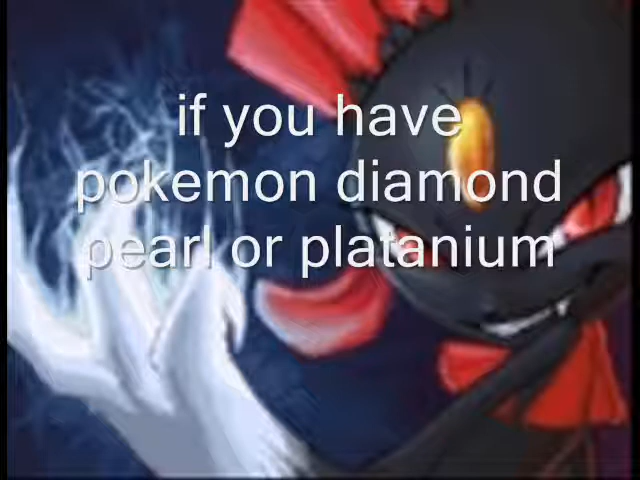 if you have
pokemon diamond
pearl or platanium